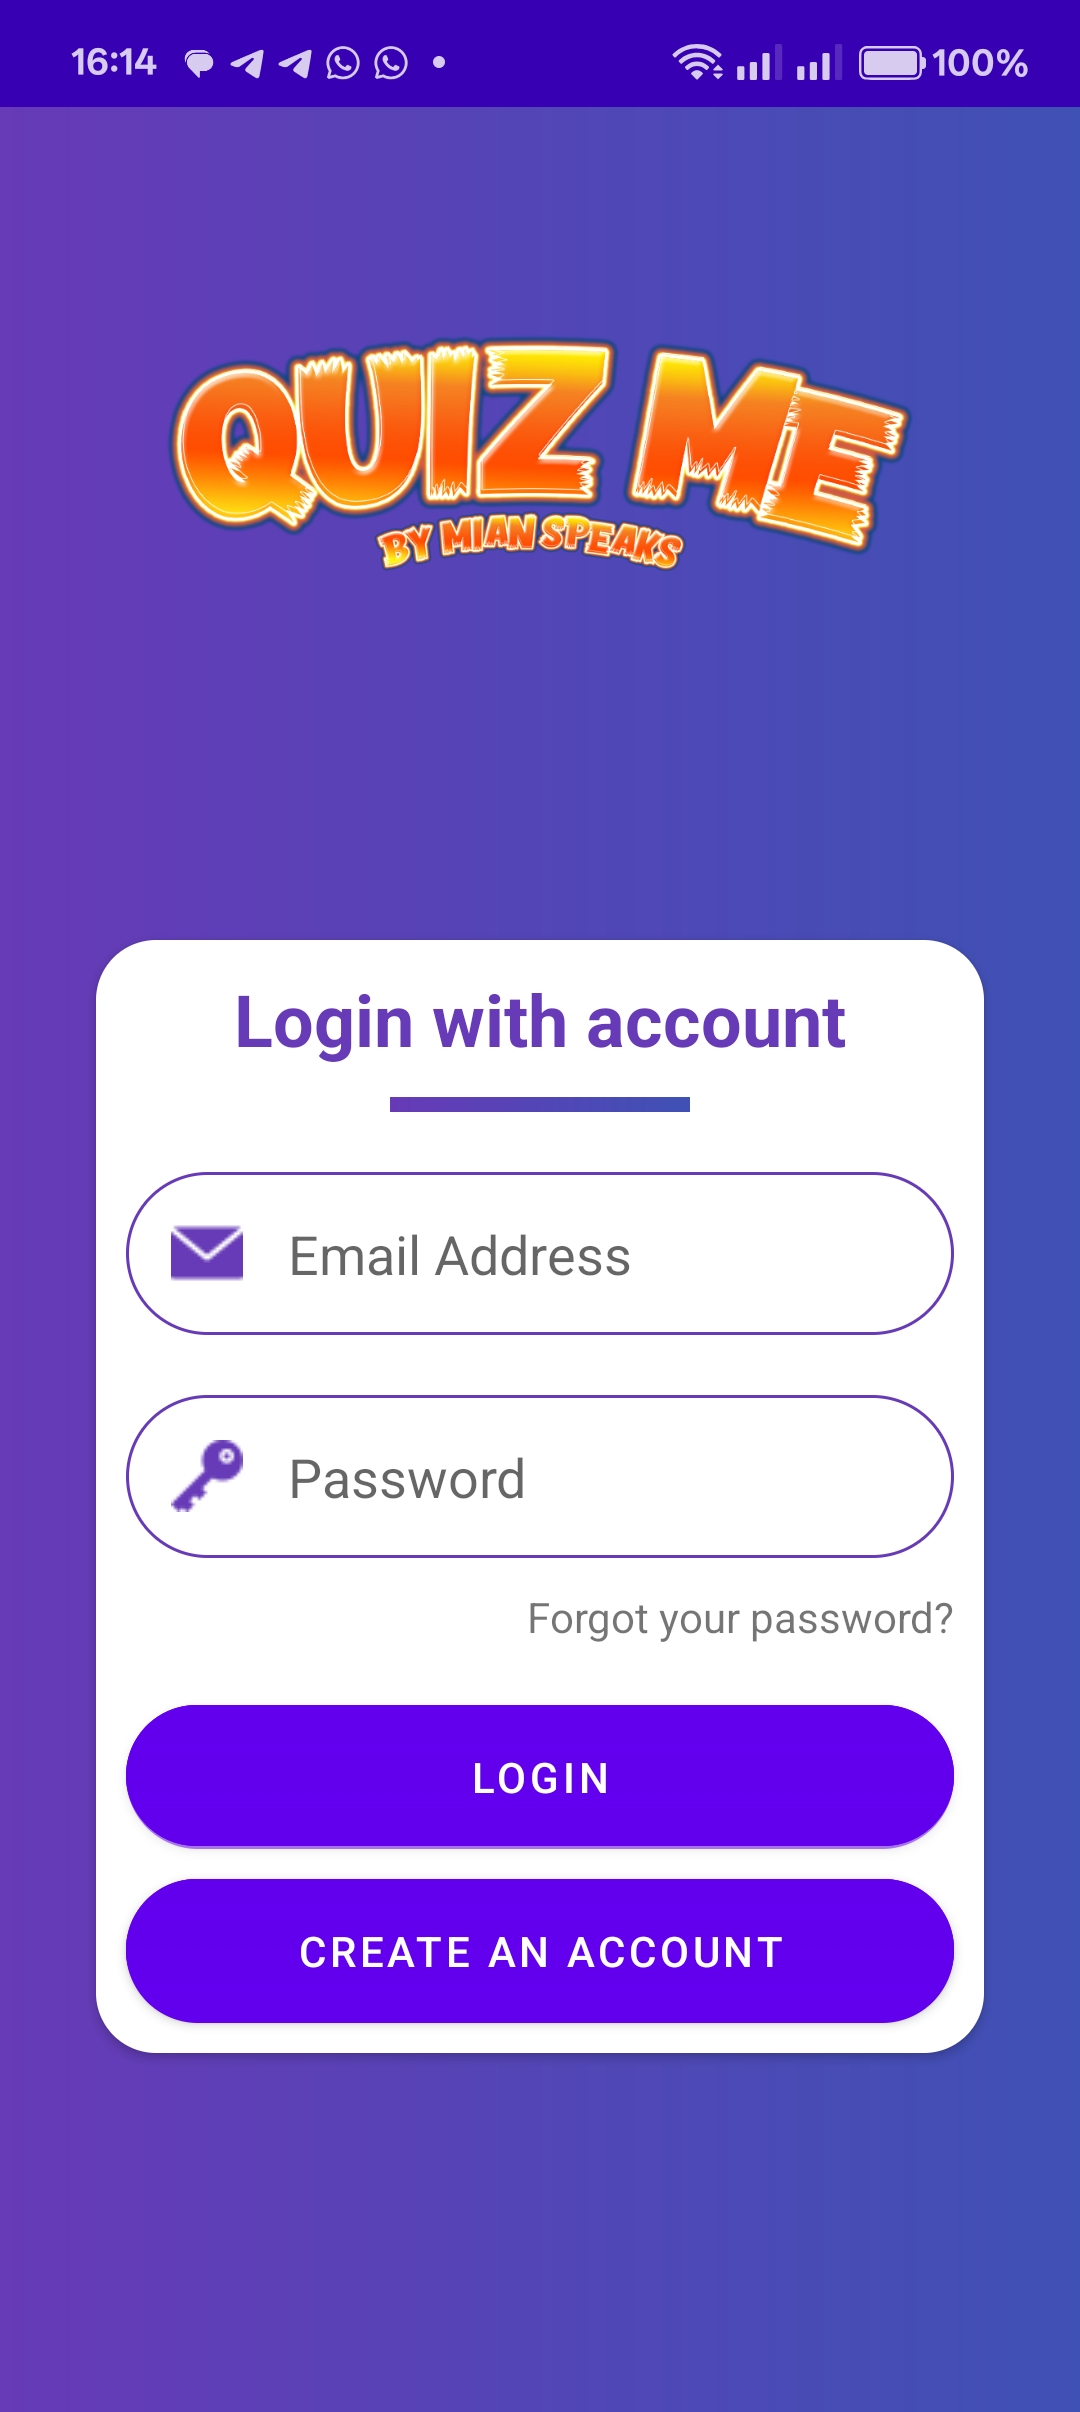 16:14 100%
QUIZ ME
BY MIAN SPEAKS
Login with account
Email Address
Password
Forgot your password?
LOGIN
CREATE AN ACCOUNT